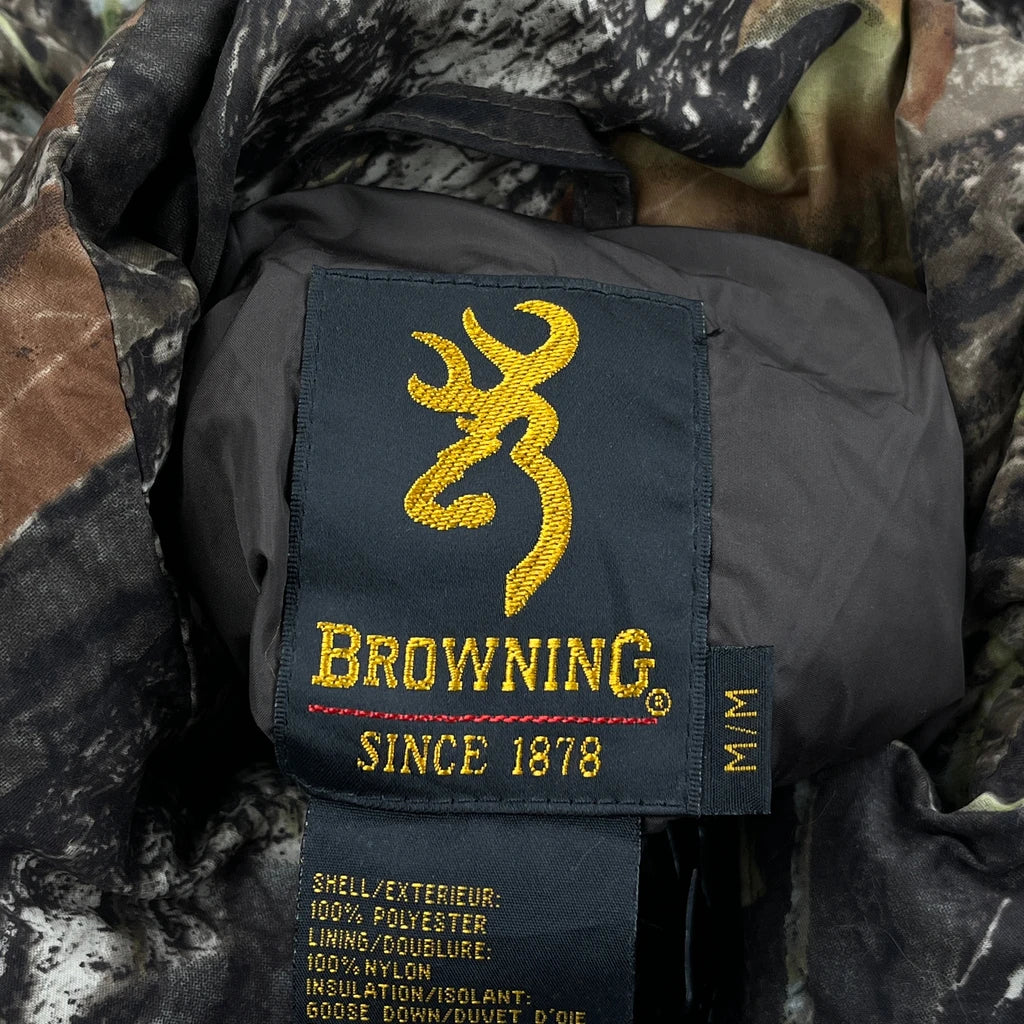 BROWNING®
SINCE 1878
M/M
SHELL/EXTERIEUR:
100% POLYESTER
LINING/DOUBLURE:
100% NYLON
INSULATION/ISOLANT:
GOOSE DOWN/DUVET D'OIE